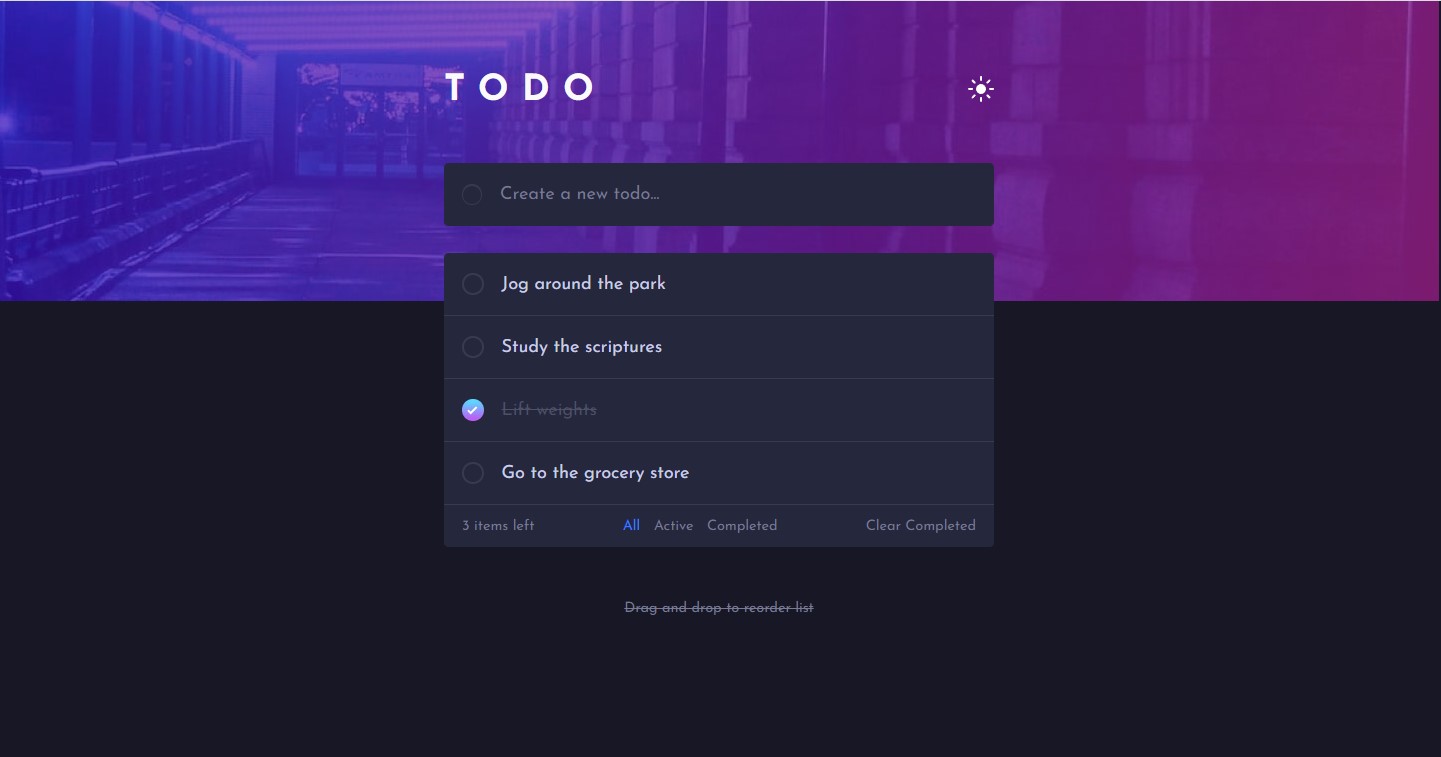 TODO
Create a new todo...
Jog around the park
Study the scriptures
Lift weights
Go to the grocery store
3 items left All Active Completed Clear Completed
Drag and drop to reorder list